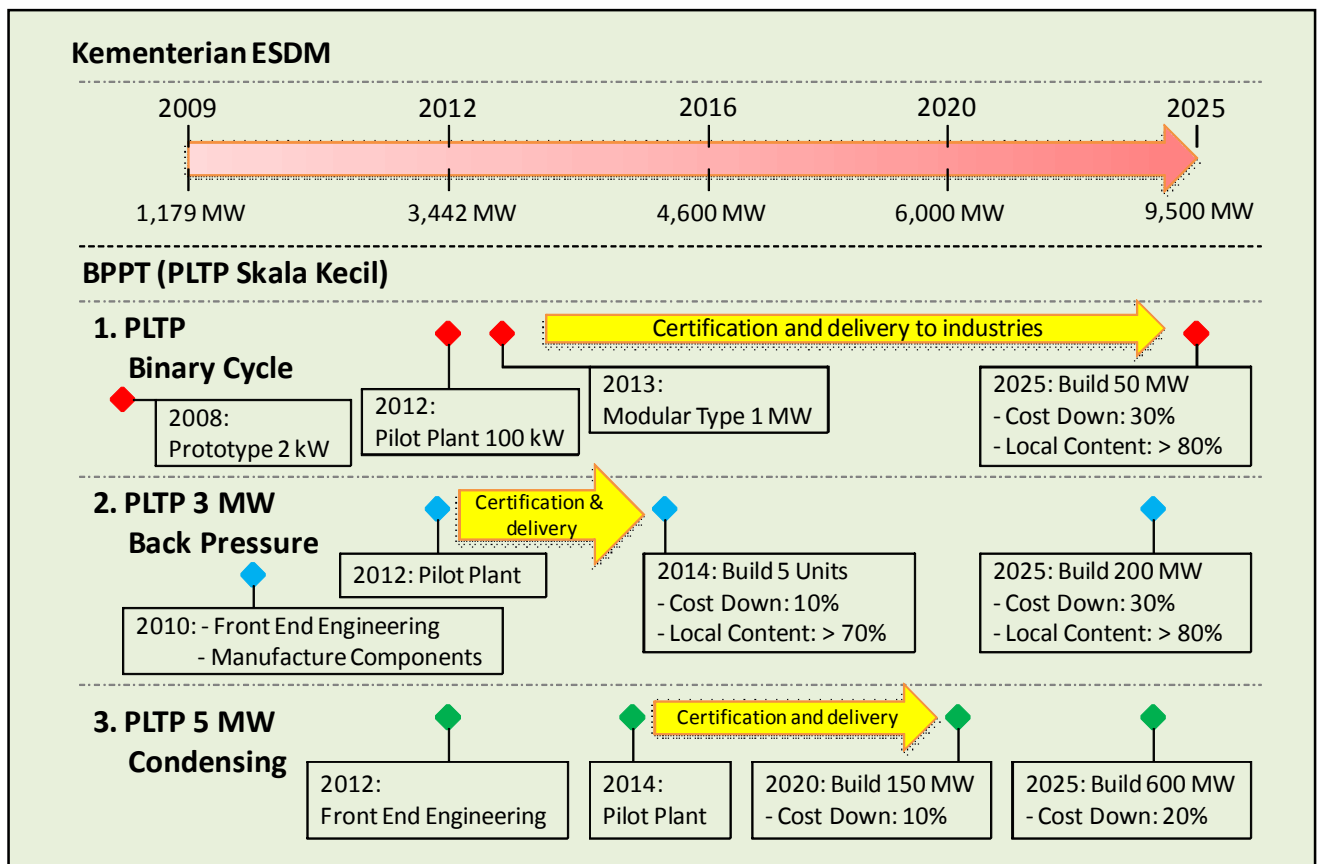 Kementerian ESDM
2009 2012 2016 2020 2025
1,179 MW 3,442 MW 4,600 MW 6,000 MW 9,500 MW
BPPT (PLTP Skala Kecil)
1. PLTP
Binary Cycle
Certification and delivery to industries
2008:
Prototype 2 kW
2012:
Pilot Plant 100 kW
2013:
Modular Type 1 MW
2025: Build 50 MW
- Cost Down: 30%
- Local Content: > 80%
2. PLTP 3 MW
Back Pressure
Certification &
delivery
2010: - Front End Engineering
- Manufacture Components
2012: Pilot Plant
2014: Build 5 Units
- Cost Down: 10%
- Local Content: > 70%
2025: Build 200 MW
- Cost Down: 30%
- Local Content: > 80%
3. PLTP 5 MW
Condensing
Certification and delivery
2012:
Front End Engineering
2014:
Pilot Plant
2020: Build 150 MW
- Cost Down: 10%
2025: Build 600 MW
- Cost Down: 20%